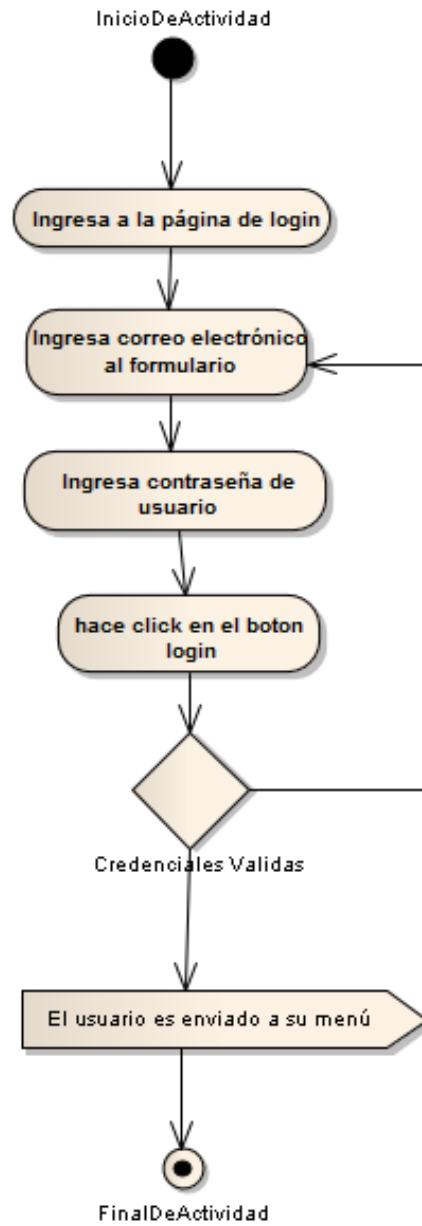 InicioDeActividad
Ingresa a la página de login
Ingresa correo electrónico
al formulario
Ingresa contraseña de
usuario
hace click en el boton
login
Credenciales Validas
El usuario es enviado a su menú
FinalDeActividad